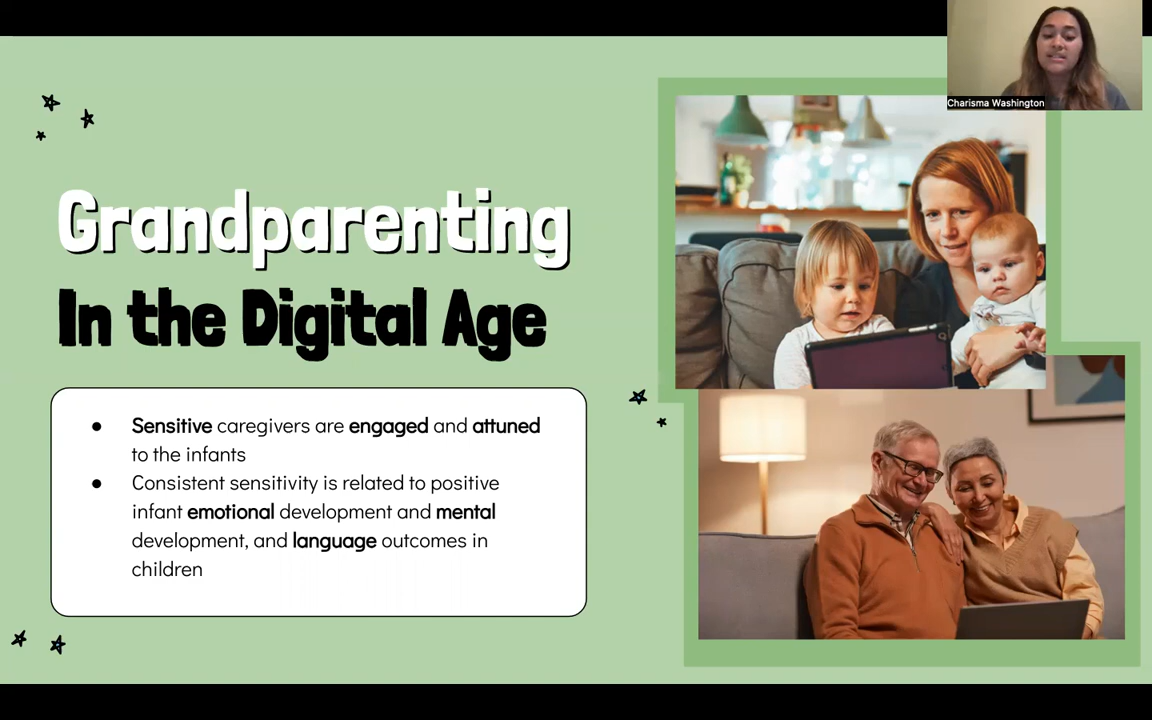 Charisma Washington
Grandparenting
In the Digital Age
● Sensitive caregivers are engaged and attuned
to the infants
● Consistent sensitivity is related to positive
infant emotional development and mental
development, and language outcomes in
children